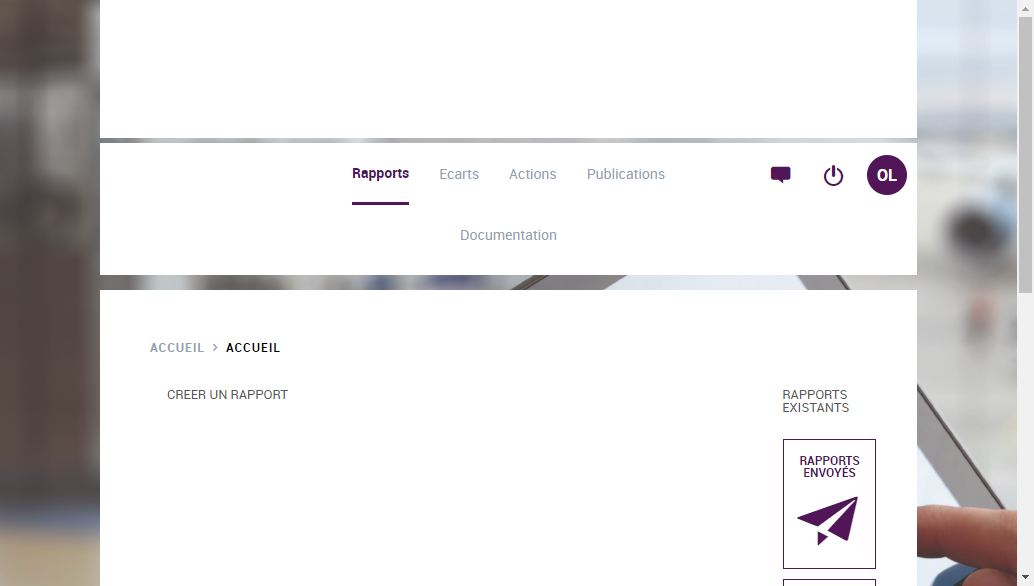 Rapports Ecarts Actions Publications OL
Documentation
ACCUEIL > ACCUEIL
CREER UN RAPPORT
RAPPORTS
EXISTANTS
RAPPORTS
ENVOYÉS